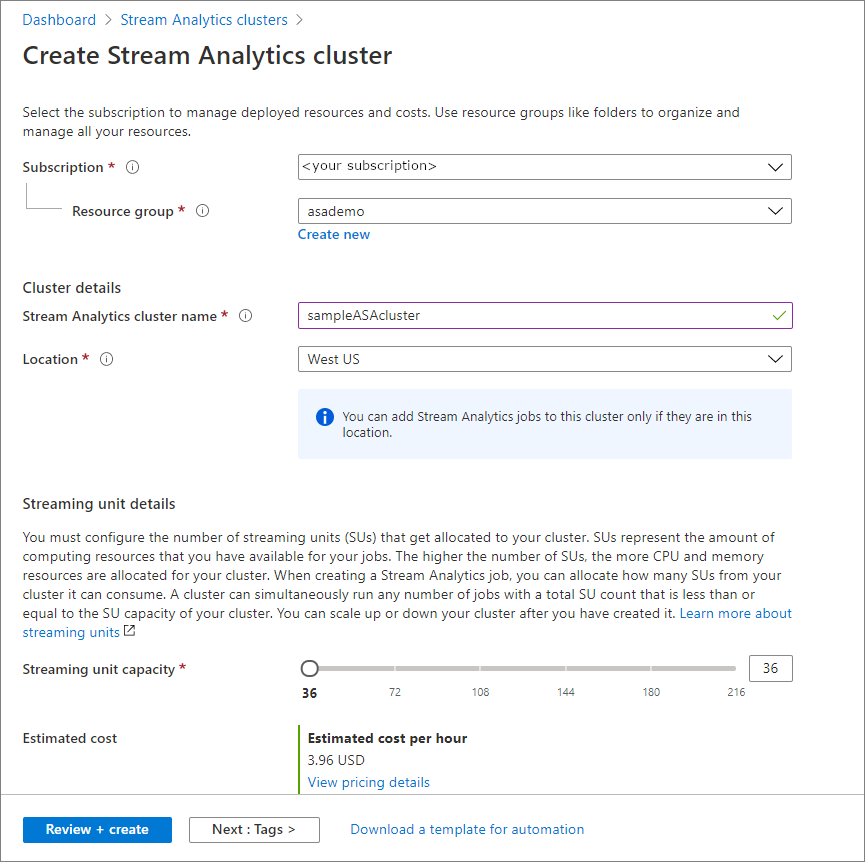 Dashboard > Stream Analytics clusters >
Create Stream Analytics cluster
Select the subscription to manage deployed resources and costs. Use resource groups like folders to organize and
manage all your resources.
Subscription * <your subscription>
Resource group * asademo
Create new
Cluster details
Stream Analytics cluster name * sampleASAcluster
Location * West US
You can add Stream Analytics jobs to this cluster only if they are in this
location.
Streaming unit details
You must configure the number of streaming units (SUs) that get allocated to your cluster. SUs represent the amount of
computing resources that you have available for your jobs. The higher the number of SUs, the more CPU and memory
resources are allocated for your cluster. When creating a Stream Analytics job, you can allocate how many SUs from your
cluster it can consume. A cluster can simultaneously run any number of jobs with a total SU count that is less than or
equal to the SU capacity of your cluster. You can scale up or down your cluster after you have created it. Learn more about
streaming units
Streaming unit capacity * 36
36 72 108 144 180 216
Estimated cost Estimated cost per hour
3.96 USD
View pricing details
Review + create Next : Tags > Download a template for automation